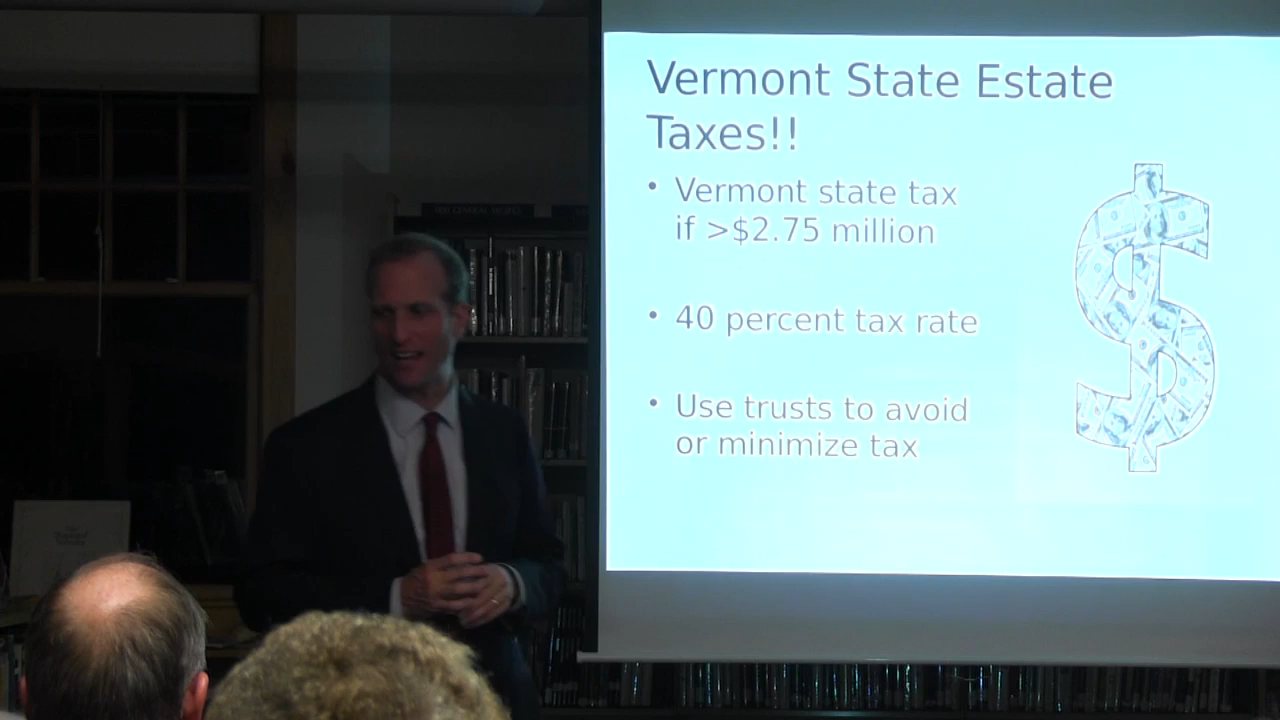 Vermont State Estate
Taxes!!
• Vermont state tax
if >$2.75 million
• 40 percent tax rate
• Use trusts to avoid
or minimize tax